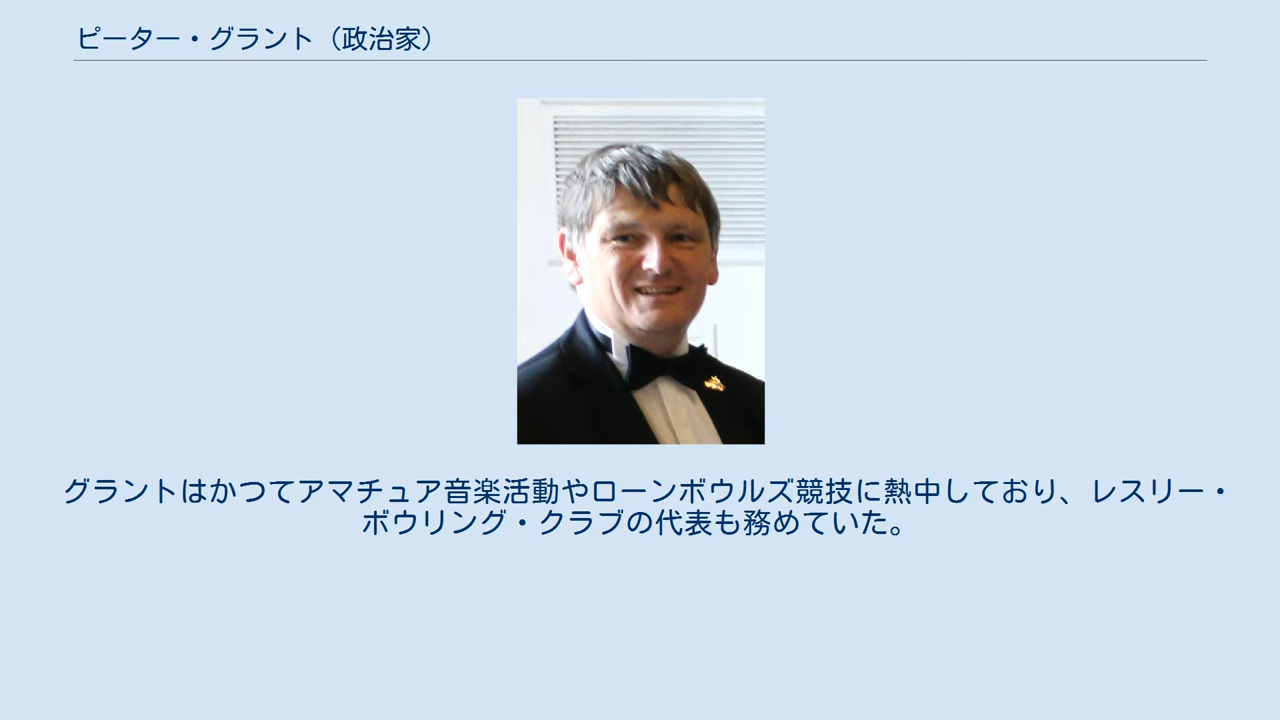 ピーター・グラント（政治家）
グラントはかつてアマチュア音楽活動やローンボウルズ競技に熱中しており、レスリー・
ボウリング・クラブの代表も務めていた。